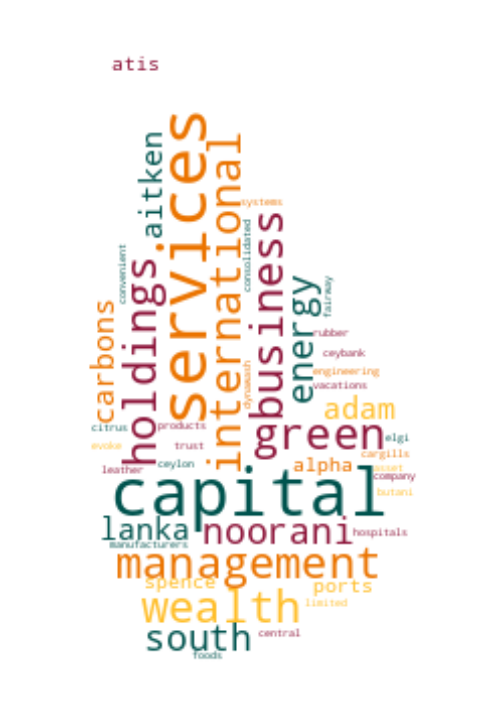 atis
services
international
aitken
systems
business
consolidated
convenient
holdings
energy
fairway
carbons
rubber
ceybank
dynawash
engineering
vacations
adam
citrus
products
green
elgi
evoke
trust
cargills
leather
ceylon
alpha
asset
company
capital
butani
lanka
noorani
hospitals
manufacturers
management
spence
ports
wealth
limited
south
central
foods